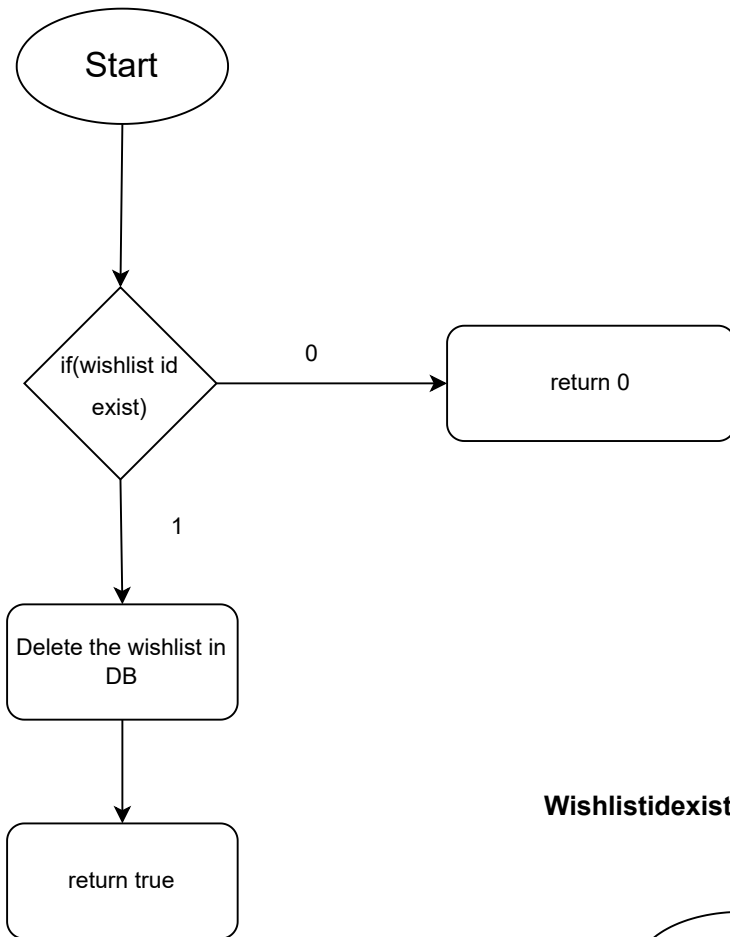 Start
if(wishlist id
exist)
0
return 0
1
Delete the wishlist in
DB
Wishlistidexist
return true